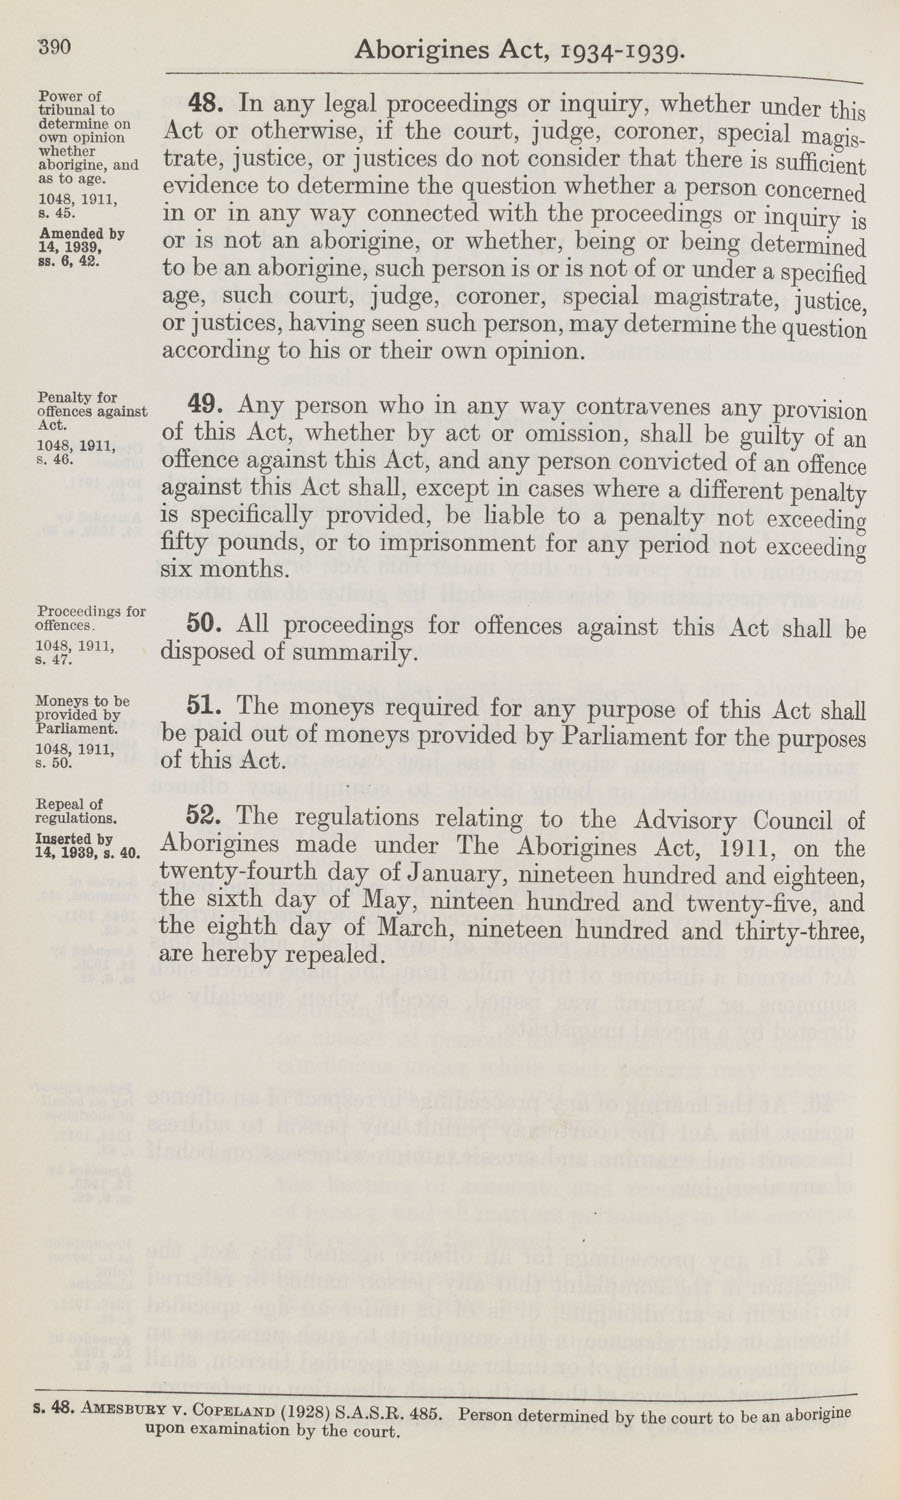 390
Aborigines Act, 1934-1939.
Power of
tribunal to
determine on
own opinion
whether
aborigine, and
as to age.
1048, 1911,
s. 45.
Amended by
14, 1939,
ss. 6, 42.
48. In any legal proceedings or inquiry, whether under this
Act or otherwise, if the court, judge, coroner, special magis-
trate, justice, or justices do not consider that there is sufficient
evidence to determine the question whether a person concerned
in or in any way connected with the proceedings or inquiry is
or is not an aborigine, or whether, being or being determined
to be an aborigine, such person is or is not of or under a specified
age, such court, judge, coroner, special magistrate, justice,
or justices, having seen such person, may determine the question
according to his or their own opinion.
Penalty for
offences against
Act.
1048, 1911,
s. 46.
49. Any person who in any way contravenes any provision
of this Act, whether by act or omission, shall be guilty of an
offence against this Act, and any person convicted of an offence
against this Act shall, except in cases where a different penalty
is specifically provided, be liable to a penalty not exceeding
fifty pounds, or to imprisonment for any period not exceeding
six months.
Proceedings for
offences.
1048, 1911,
s. 47.
50. All proceedings for offences against this Act shall be
disposed of summarily.
Moneys to be
provided by
Parliament.
1048, 1911,
s. 50.
51. The moneys required for any purpose of this Act shall
be paid out of moneys provided by Parliament for the purposes
of this Act.
Repeal of
regulations.
Inserted by
14, 1939, s. 40.
52. The regulations relating to the Advisory Council of
Aborigines made under The Aborigines Act, 1911, on the
twenty-fourth day of January, nineteen hundred and eighteen,
the sixth day of May, ninteen hundred and twenty-five, and
the eighth day of March, nineteen hundred and thirty-three,
are hereby repealed.
s. 48. AMESBURY V. COPELAND (1928) S.A.S.R. 485. Person determined by the court to be an aborigine
upon examination by the court.